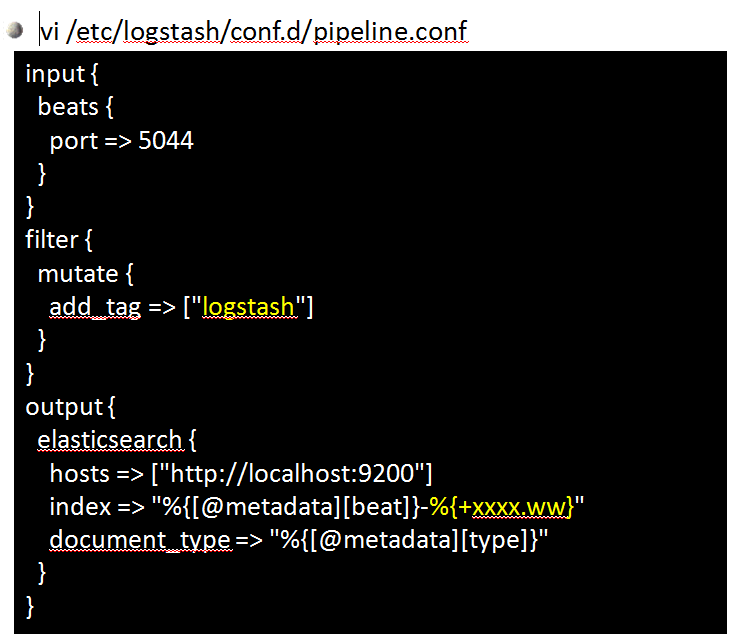 vi /etc/logstash/conf.d/pipeline.conf
input {
  beats {
    port => 5044
  }
}
filter {
  mutate {
    add_tag => ["logstash"]
  }
}
output {
  elasticsearch {
    hosts => ["http://localhost:9200"]
    index => "%{[@metadata][beat]}-%{+xxxx.ww}"
    document_type => "%{[@metadata][type]}"
  }
}